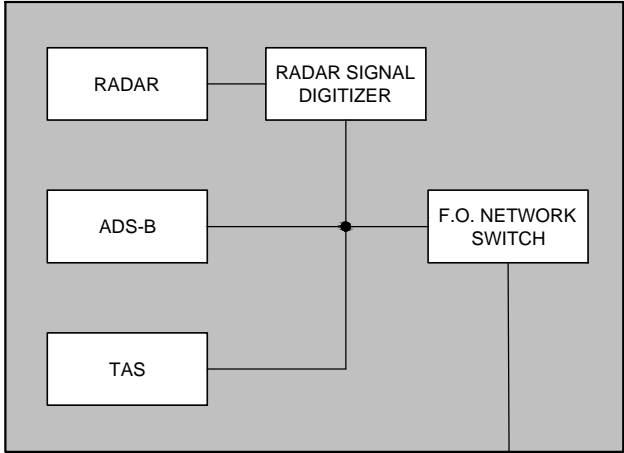 RADAR
RADAR SIGNAL
DIGITIZER
ADS-B
F.O. NETWORK
SWITCH
TAS